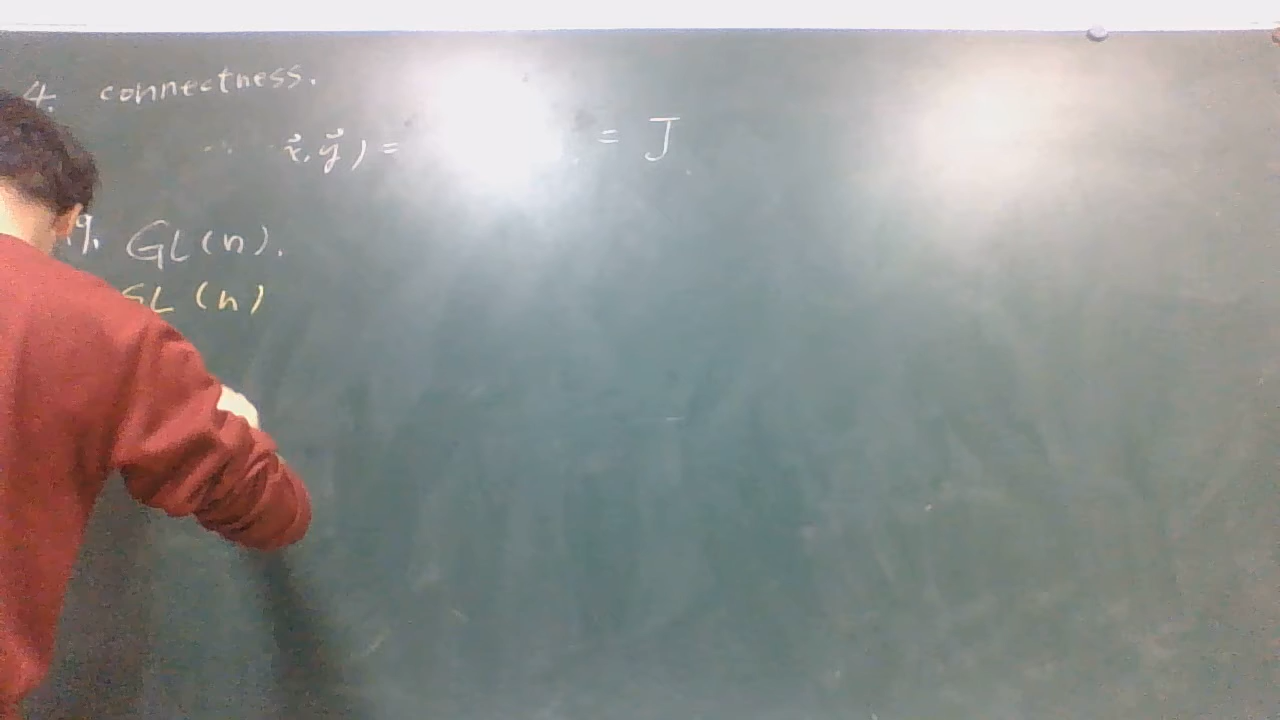 4. connectness.
x⃗, y⃗ ) = = J
9. GL(n).
SL (n)